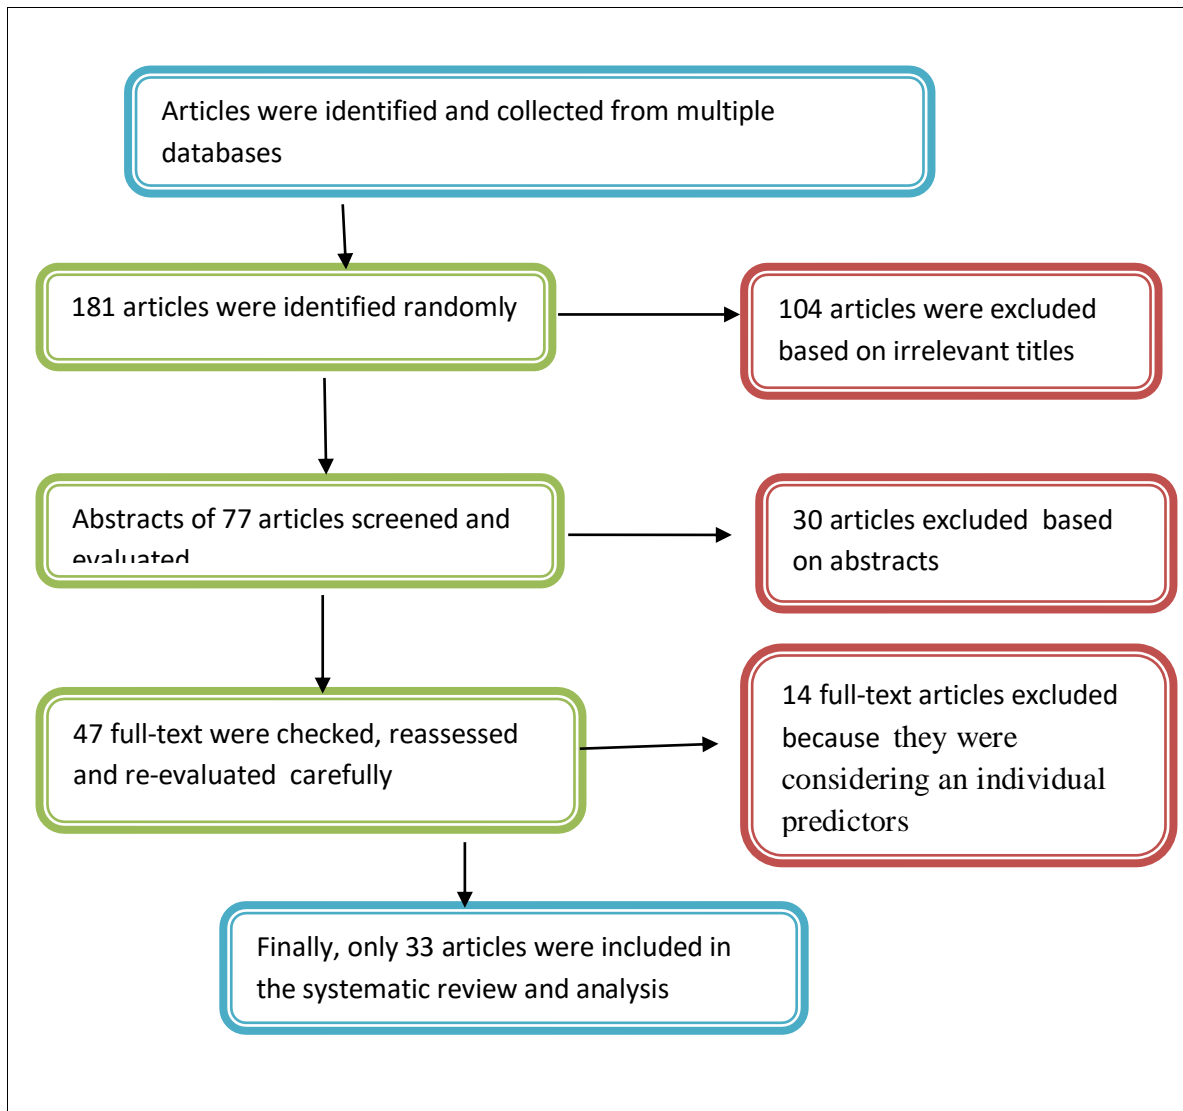 Articles were identified and collected from multiple
databases
181 articles were identified randomly
104 articles were excluded
based on irrelevant titles
Abstracts of 77 articles screened and
evaluated
30 articles excluded  based
on abstracts
47 full-text were checked, reassessed
and re-evaluated  carefully
14 full-text articles excluded
because  they were
considering an individual
predictors
Finally, only 33 articles were included in
the systematic review and analysis